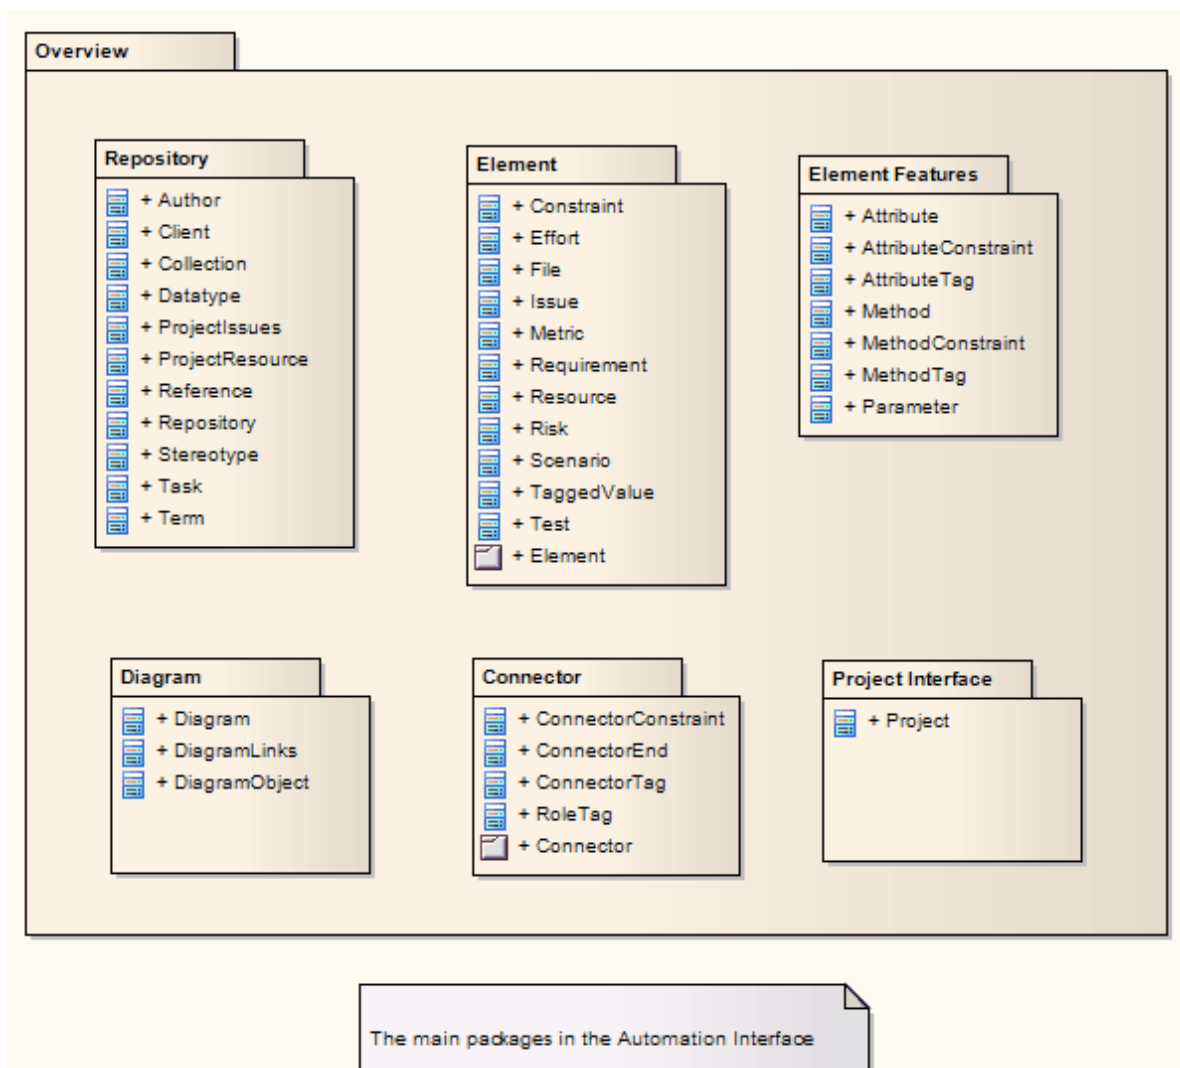 Overview
Repository
+ Author
+ Client
+ Collection
+ Datatype
+ ProjectIssues
+ ProjectResource
+ Reference
+ Repository
+ Stereotype
+ Task
+ Term
Element
+ Constraint
+ Effort
+ File
+ Issue
+ Metric
+ Requirement
+ Resource
+ Risk
+ Scenario
+ TaggedValue
+ Test
+ Element
Element Features
+ Attribute
+ AttributeConstraint
+ AttributeTag
+ Method
+ MethodConstraint
+ MethodTag
+ Parameter
Diagram
+ Diagram
+ DiagramLinks
+ DiagramObject
Connector
+ ConnectorConstraint
+ ConnectorEnd
+ ConnectorTag
+ RoleTag
+ Connector
Project Interface
+ Project
The main packages in the Automation Interface